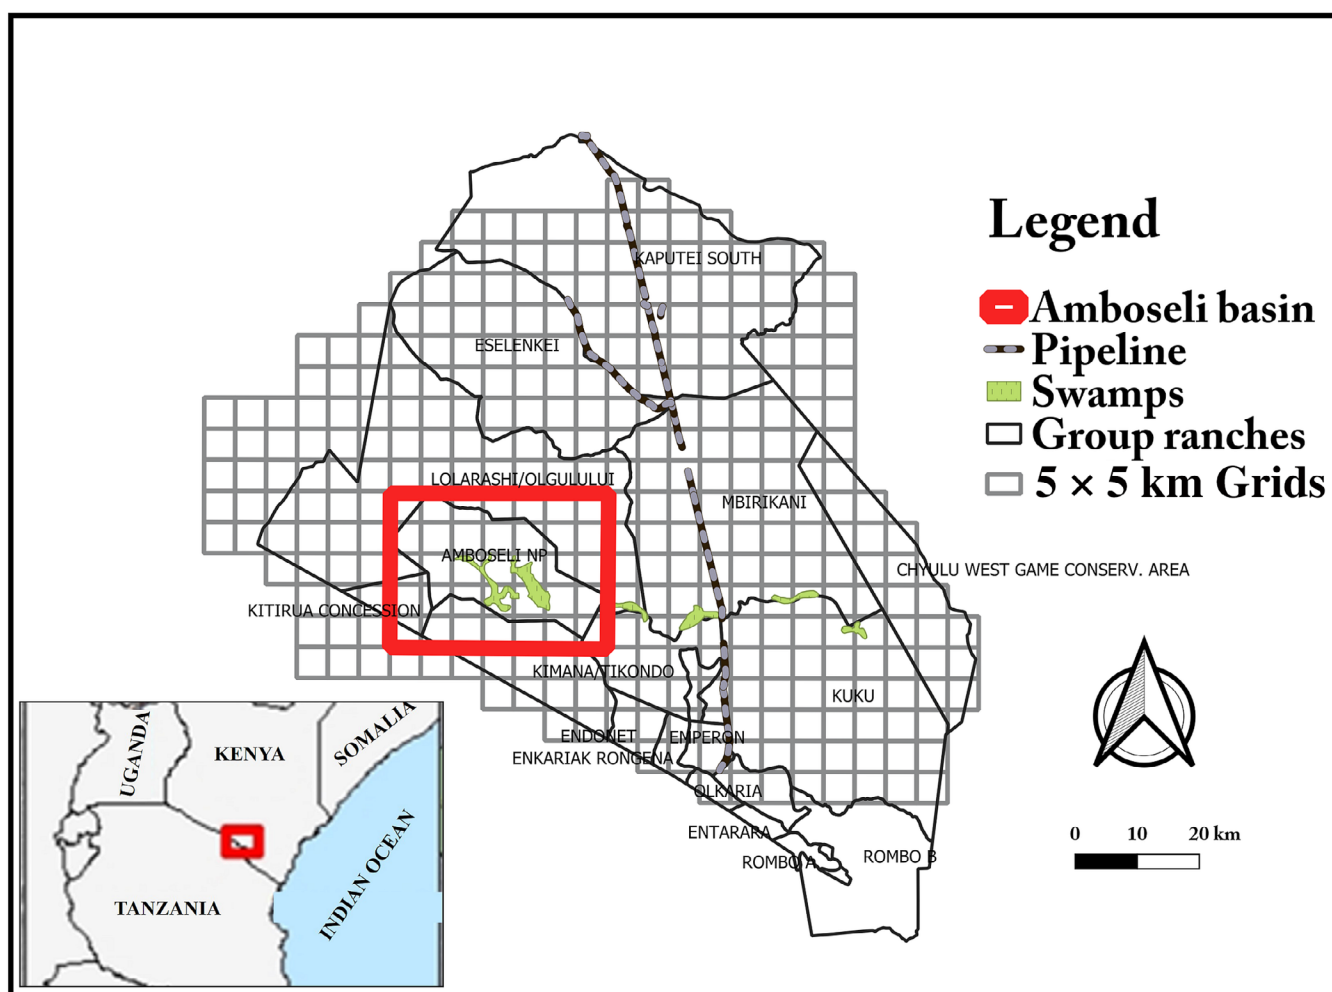 Legend
Amboseli basin
Pipeline
Swamps
Group ranches
5 × 5 km Grids
KAPUTEI SOUTH
ESELENKEI
LOLARASHI/OLGULULUI
MBIRIKANI
AMBOSELI NP
CHYULU WEST GAME CONSERV. AREA
KITIRUA CONCESSION
KIMANA/TIKONDO
KUKU
ENDONET
EMPERON
ENKARIAK RONGENA
OLKARIA
ENTARARA
ROMBO A
ROMBO B
0 10 20 km
UGANDA
KENYA
SOMALIA
TANZANIA
INDIAN OCEAN